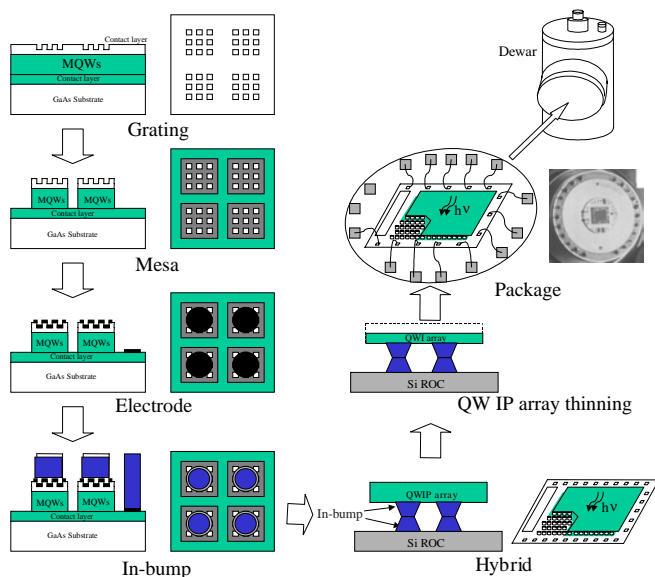 Contact layer
MQWs
Contact layer
GaAs Substrate
Grating
MQWs
MQWs
Contact layer
GaAs Substrate
Mesa
MQWs
MQWs
Contact layer
GaAs Substrate
Electrode
MQWs
MQWs
Contact layer
GaAs Substrate
In-bump
In-bump
QWIP array
Si ROC
Hybrid
hν
QWI array
Si ROC
QW IP array thinning
hν
Package
Dewar